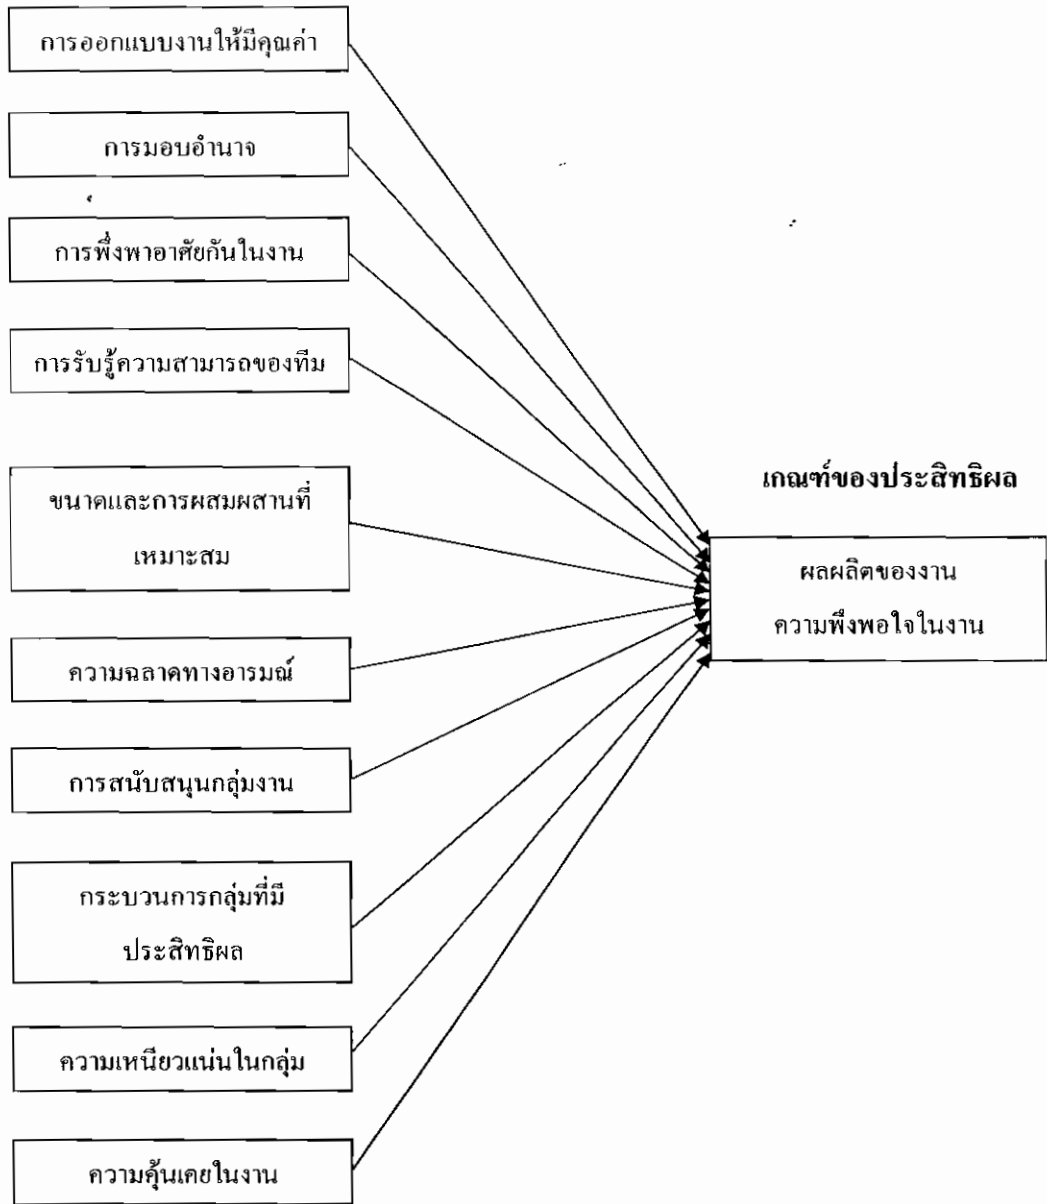 การออกแบบงานให้มีคุณค่า
การมอบอำนาจ
การพึ่งพาอาศัยกันในงาน
การรับรู้ความสามารถของทีม
ขนาดและการผสมผสานที่
เหมาะสม
ความฉลาดทางอารมณ์
การสนับสนุนกลุ่มงาน
กระบวนการกลุ่มที่มี
ประสิทธิผล
ความเหนียวแน่นในกลุ่ม
ความคุ้นเคยในงาน
เกณฑ์ของประสิทธิผล
ผลผลิตของงาน
ความพึงพอใจในงาน